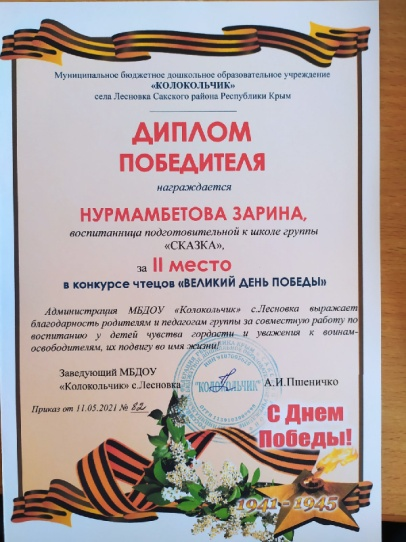 Муниципальное бюджетное дошкольное образовательное учреждение
«КОЛОКОЛЬЧИК»
села Лесновка Сакского района Республики Крым
ДИПЛОМ
ПОБЕДИТЕЛЯ
награждается
НУРМАМБЕТОВА ЗАРИНА,
воспитанница подготовительной к школе группы
«СКАЗКА»,
за II место
в конкурсе чтецов «ВЕЛИКИЙ ДЕНЬ ПОБЕДЫ»
Администрация МБДОУ «Колокольчик» с.Лесновка выражает
благодарность родителям и педагогам группы за совместную работу по
воспитанию у детей чувства гордости и уважения к воинам-
освободителям, их подвигу во имя жизни!
Заведующий МБДОУ
«Колокольчик» с.Лесновка А.И.Пшеничко
"КОЛОКОЛЬЧИК"
Приказ от 11.05.2021 № 82
С Днем
Победы!
1941-1945